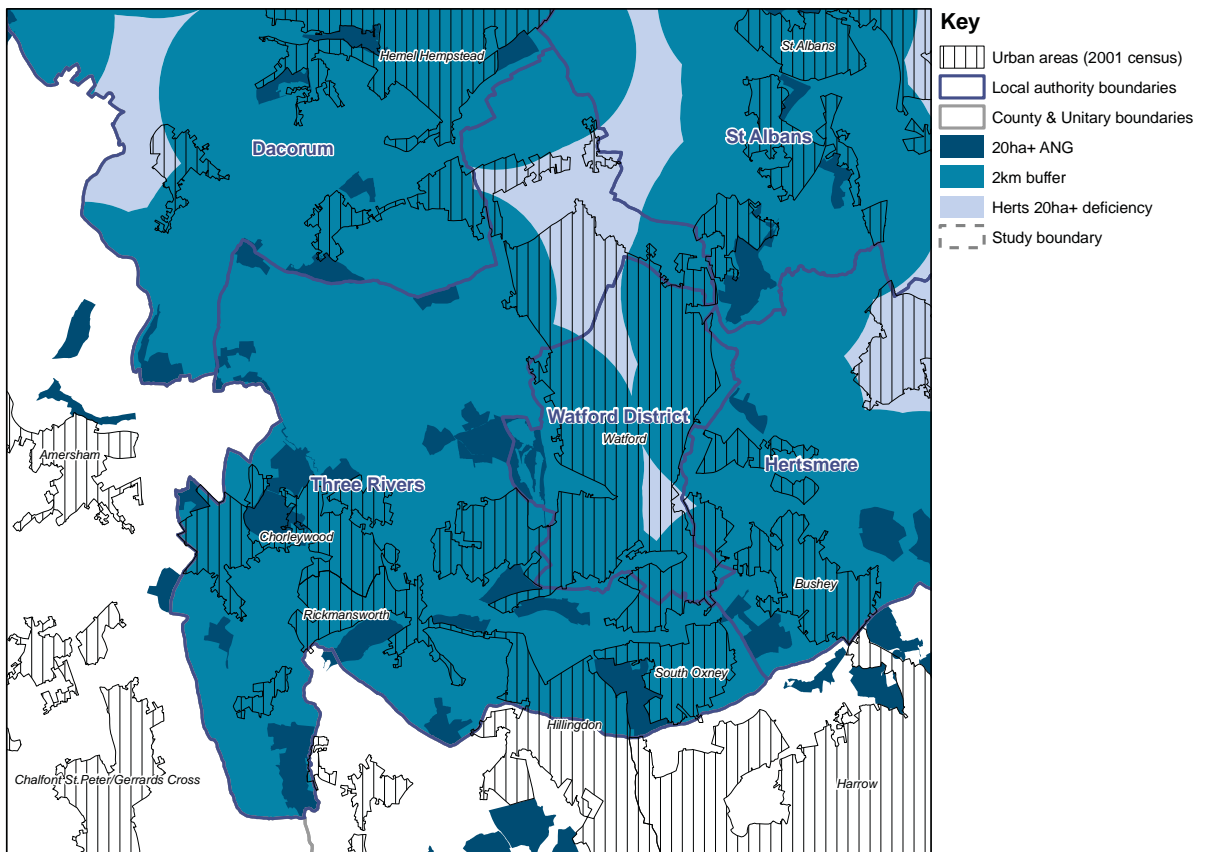 Key
Urban areas (2001 census)
Local authority boundaries
County & Unitary boundaries
20ha+ ANG
2km buffer
Herts 20ha+ deficiency
Study boundary
Hemel Hempstead
St Albans
Dacorum
St Albans
Watford District
Watford
Amersham
Hertsmere
Three Rivers
Chorleywood
Bushey
Rickmansworth
South Oxney
Hillingdon
Chalfont St.Peter/Gerrards Cross
Harrow